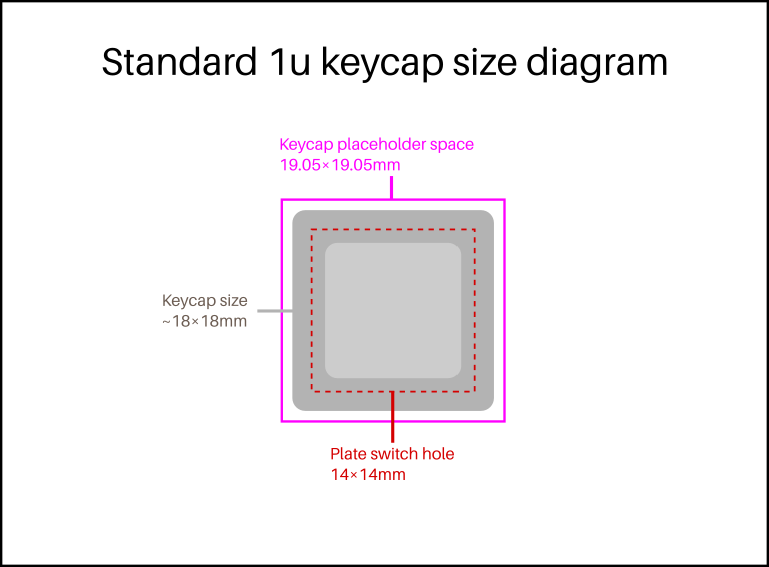 Standard 1u keycap size diagram
Keycap placeholder space
19.05×19.05mm
Keycap size
~18×18mm
Plate switch hole
14×14mm